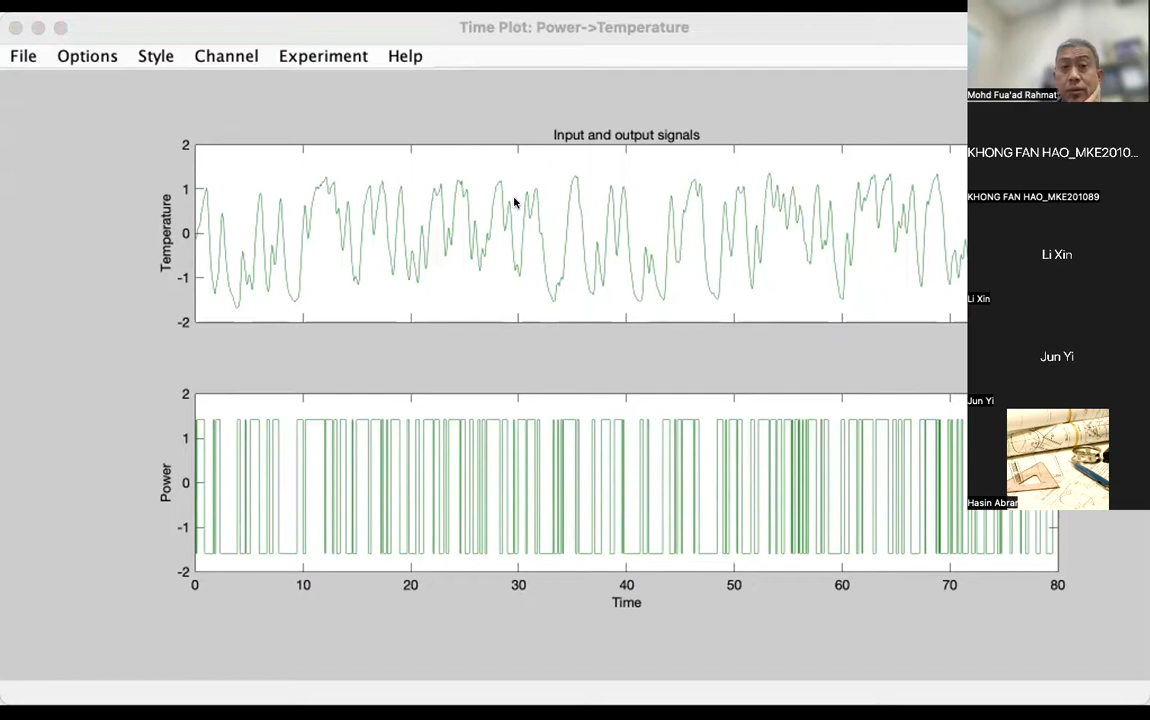 Time Plot: Power->Temperature
File Options Style Channel Experiment Help
Input and output signals
2
1
0
-1
-2
Temperature
2
1
0
-1
-2
Power
0 10 20 30 40 50 60 70 80
Time
Mohd Fua'ad Rahmat
KHONG FAN HAO_MKE2010...
KHONG FAN HAO_MKE201089
Li Xin
Li Xin
Jun Yi
Jun Yi
Hasin Abrar